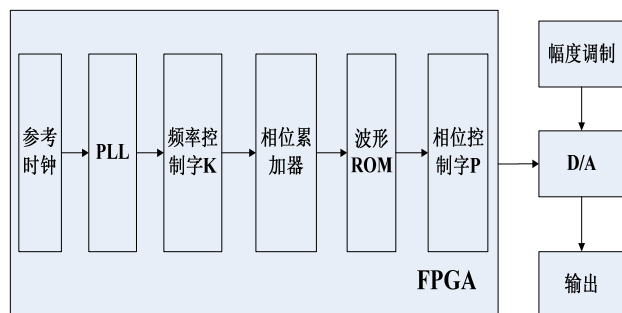 参考
时钟
PLL
频率控
制字K
相位累
加器
波形
ROM
相位控
制字P
FPGA
幅度调制
D/A
输出